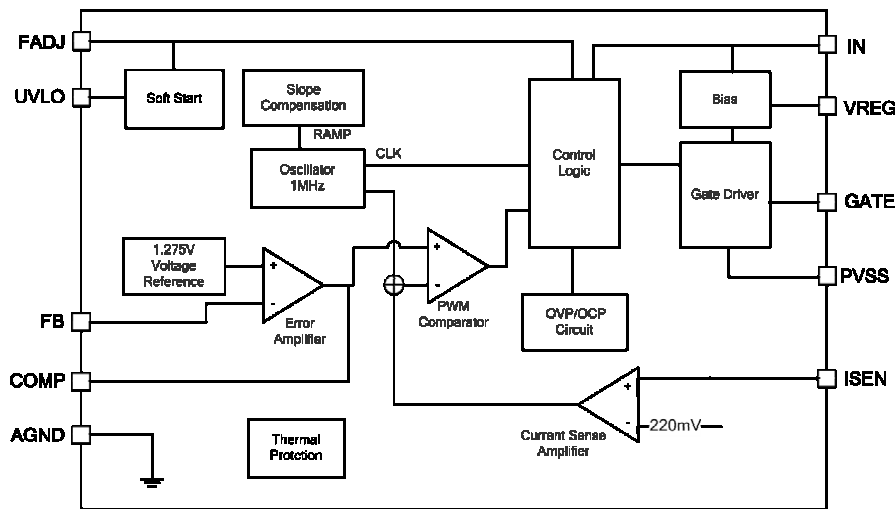 FADJ
IN
UVLO
Soft Start
Slope
Compensation
Bias
VREG
RAMP
Oscillator
1MHz
CLK
Control
Logic
Gate Driver
GATE
1.275V
Voltage
Reference
+
-
Error
Amplifier
+
-
PWM
Comparator
OVP/OCP
Circuit
PVSS
FB
COMP
ISEN
+
-
220mV
Current Sense
Amplifier
AGND
Thermal
Protction